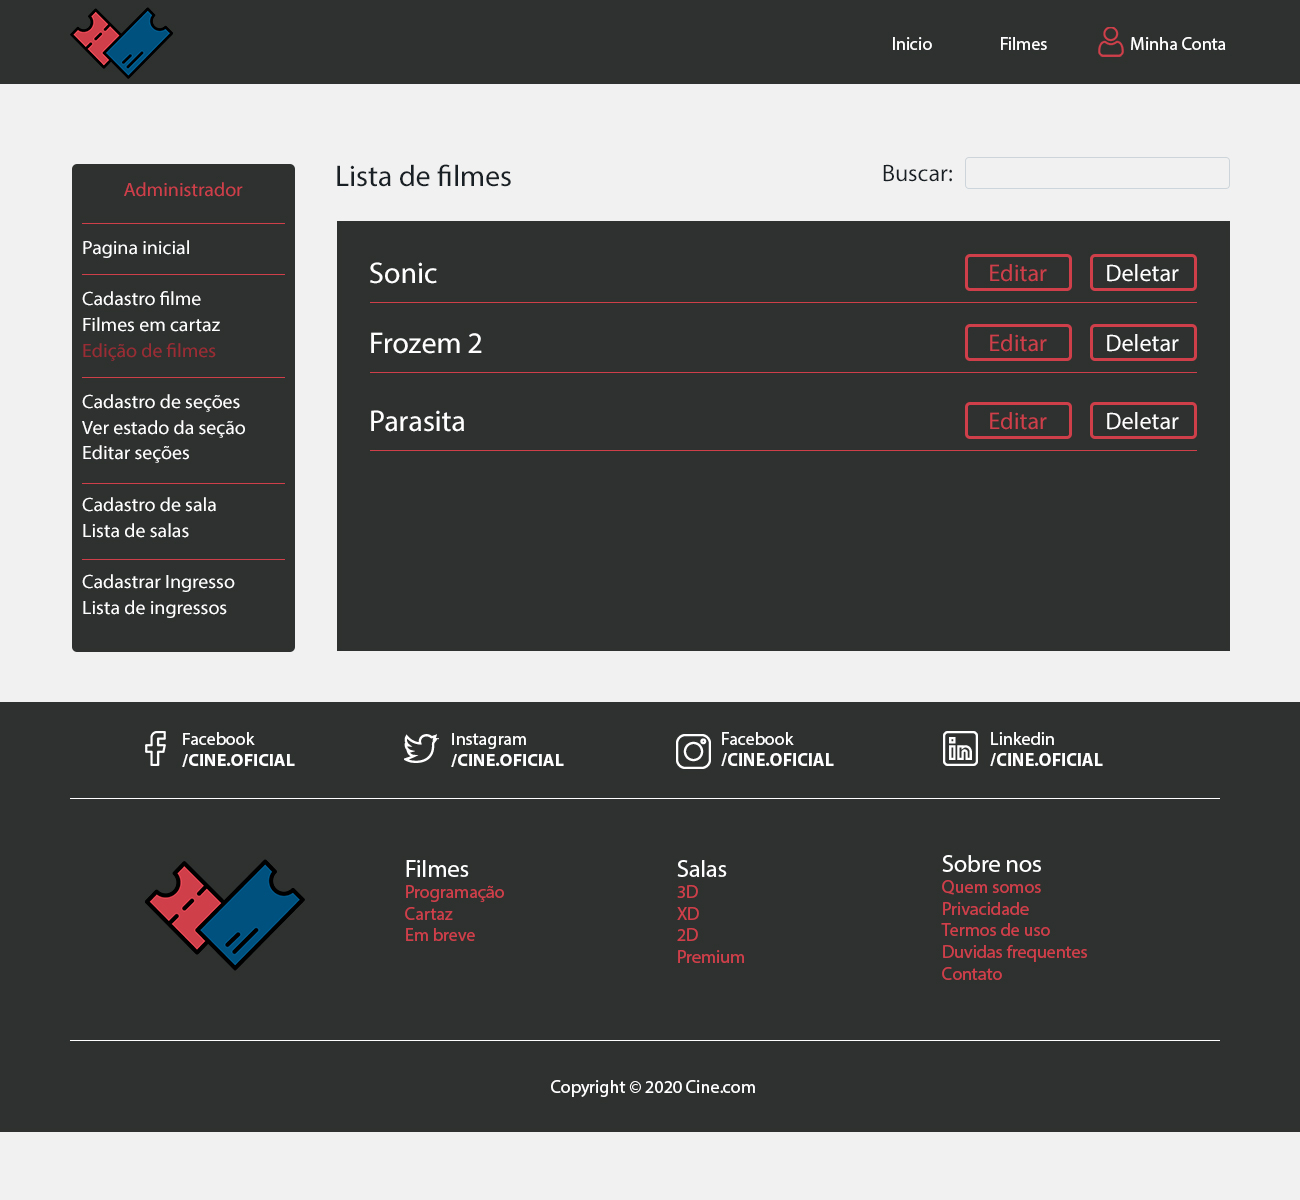 Inicio
Filmes
Minha Conta
Administrador
Pagina inicial
Cadastro filme
Filmes em cartaz
Edição de filmes
Cadastro de seções
Ver estado da seção
Editar seções
Cadastro de sala
Lista de salas
Cadastrar Ingresso
Lista de ingressos
Lista de filmes
Buscar:
Sonic
Editar
Deletar
Frozem 2
Editar
Deletar
Parasita
Editar
Deletar
Facebook
/CINE.OFICIAL
Instagram
/CINE.OFICIAL
Facebook
/CINE.OFICIAL
Linkedin
/CINE.OFICIAL
Filmes
Programação
Cartaz
Em breve
Salas
3D
XD
2D
Premium
Sobre nos
Quem somos
Privacidade
Termos de uso
Duvidas frequentes
Contato
Copyright © 2020 Cine.com